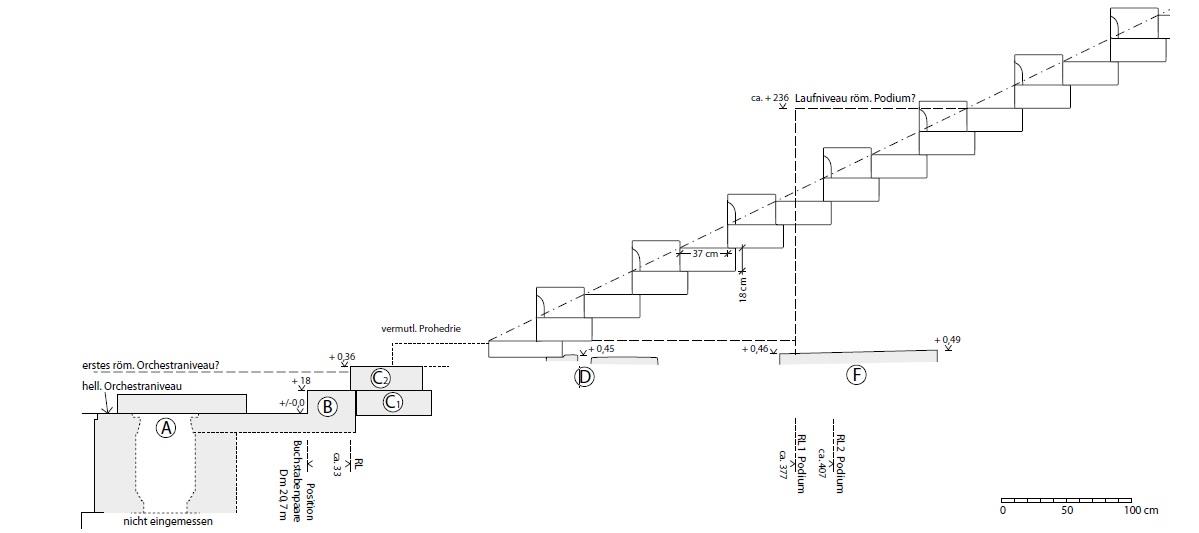 ca. + 236
Laufniveau röm. Podium?
37 cm
18 cm
vermutl. Prohedrie
+ 0,45
+ 0,46
+ 0,49
+ 0,36
erstes röm. Orchestraniveau?
hell. Orchestraniveau
+ 18
+/-0,0
A
B
C2
C1
D
F
Position
Buchstabenpaare
Dm 20,7 m
RL
ca. 33
RL1 Podium
ca. 377
RL2 Podium
ca. 407
nicht eingemessen
0 50 100 cm